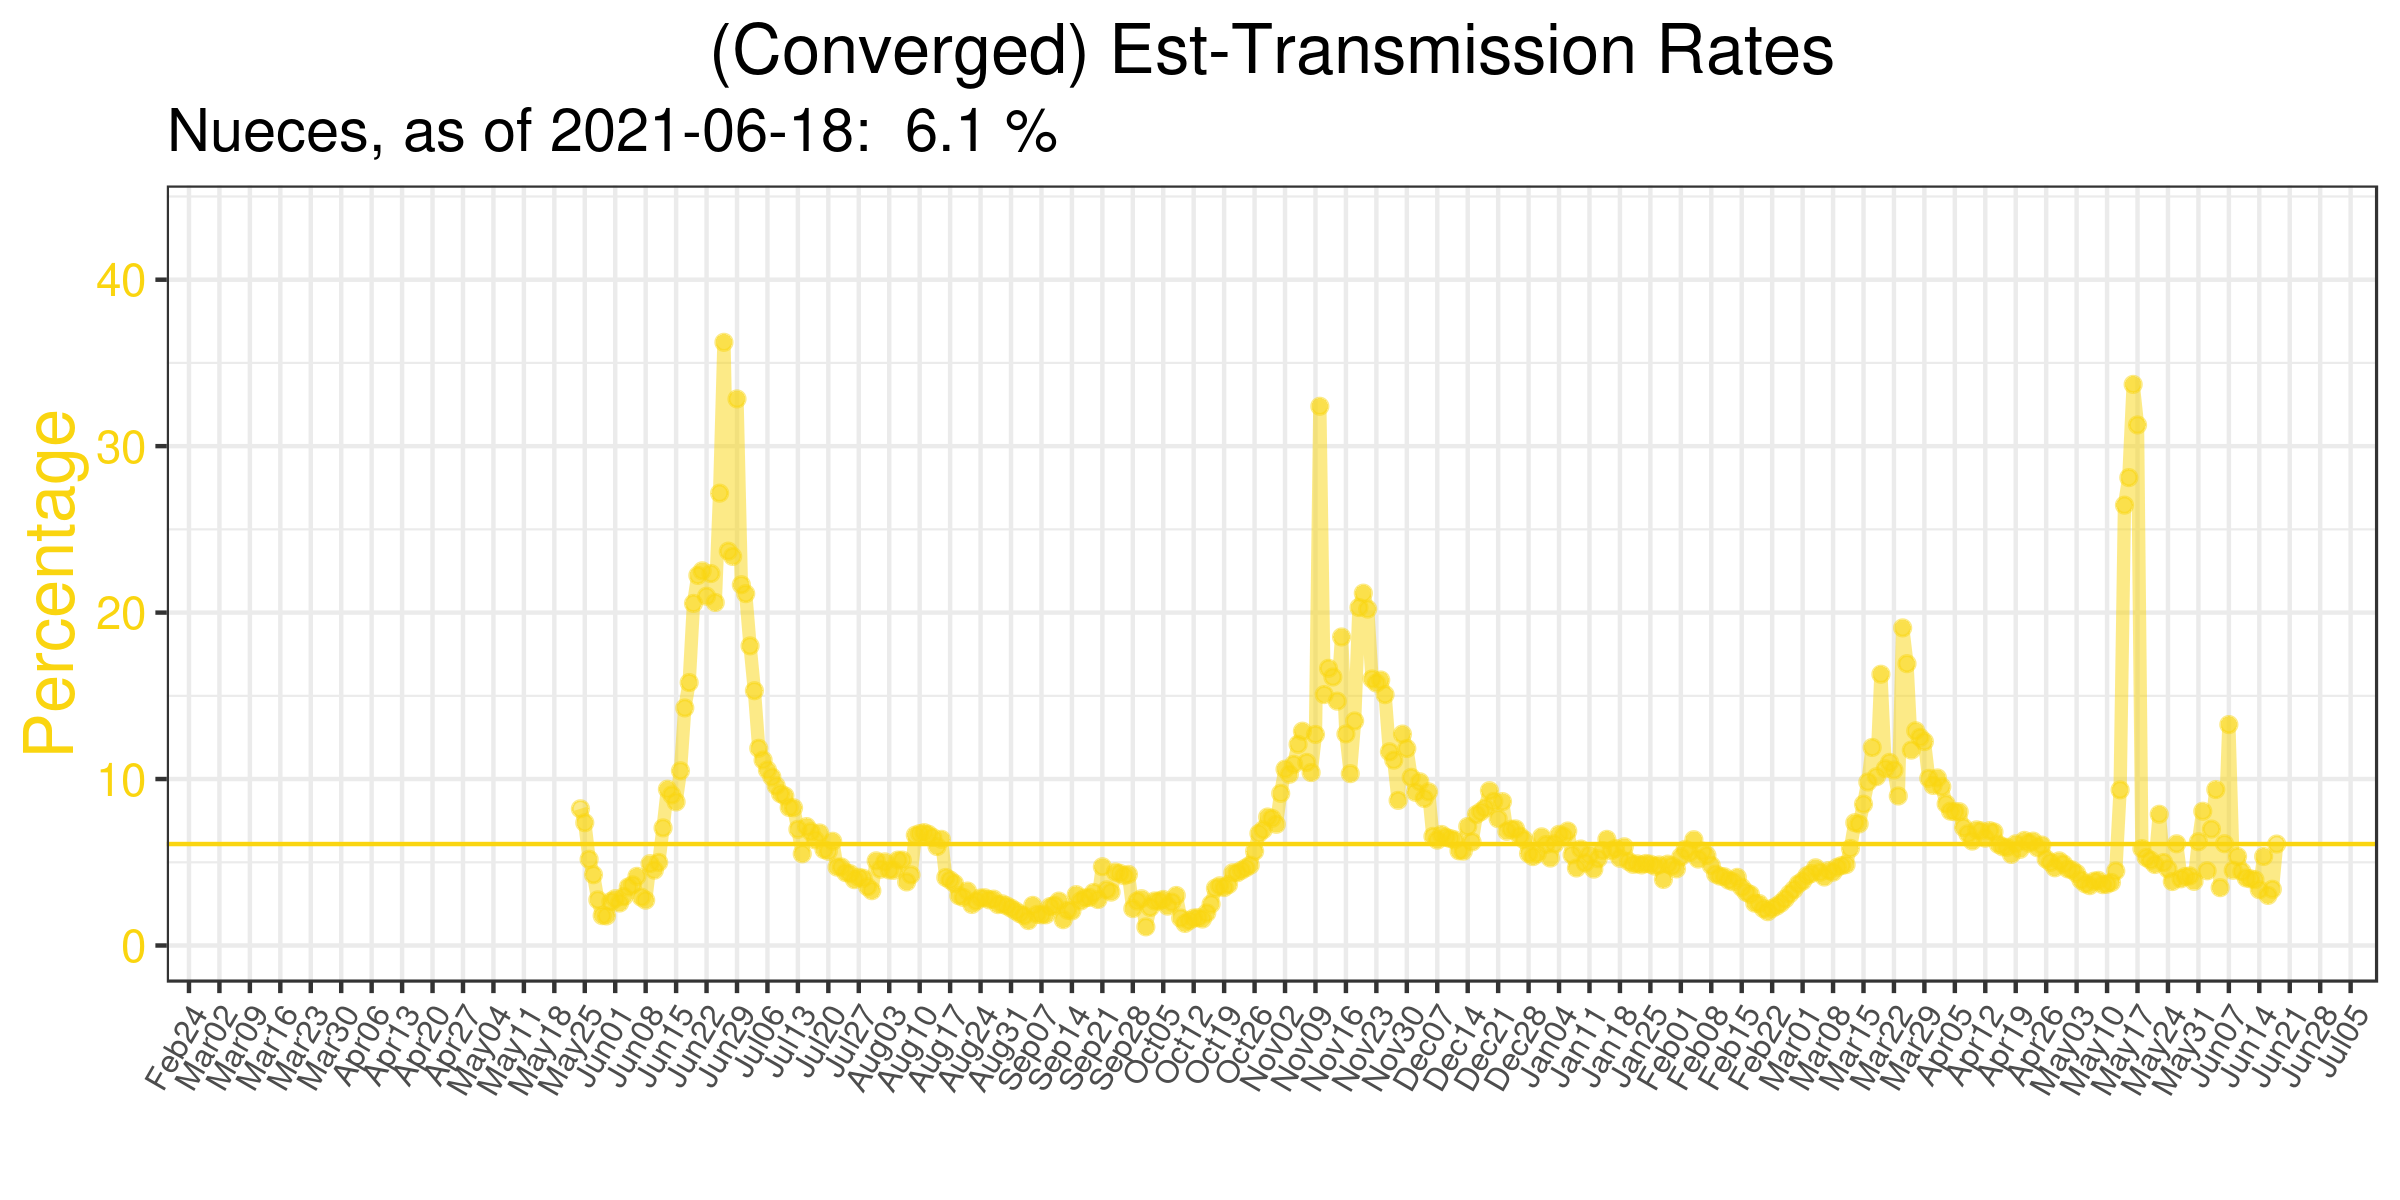 (Converged) Est-Transmission Rates
Nueces, as of 2021-06-18:  6.1 %
Percentage
40
30
20
10
0
Feb24
Mar02
Mar09
Mar16
Mar23
Mar30
Apr06
Apr13
Apr20
Apr27
May04
May11
May18
May25
Jun01
Jun08
Jun15
Jun22
Jun29
Jul06
Jul13
Jul20
Jul27
Aug03
Aug10
Aug17
Aug24
Aug31
Sep07
Sep14
Sep21
Sep28
Oct05
Oct12
Oct19
Oct26
Nov02
Nov09
Nov16
Nov23
Nov30
Dec07
Dec14
Dec21
Dec28
Jan04
Jan11
Jan18
Jan25
Feb01
Feb08
Feb15
Feb22
Mar01
Mar08
Mar15
Mar22
Mar29
Apr05
Apr12
Apr19
Apr26
May03
May10
May17
May24
May31
Jun07
Jun14
Jun21
Jun28
Jul05